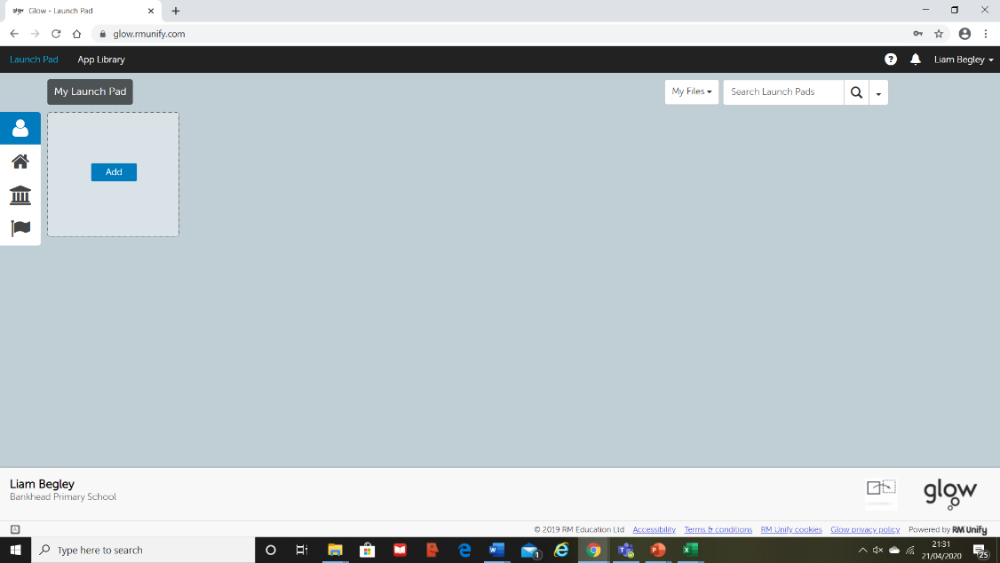 glow Glow - Launch Pad
glow.rmunify.com
Launch Pad App Library Liam Begley
My Launch Pad My Files Search Launch Pads
Add
Liam Begley
Bankhead Primary School
glow
© 2019 RM Education Ltd Accessibility Terms & conditions RM Unify cookies Glow privacy policy Powered by RM Unify
Type here to search
1
21:31
21/04/2020
25